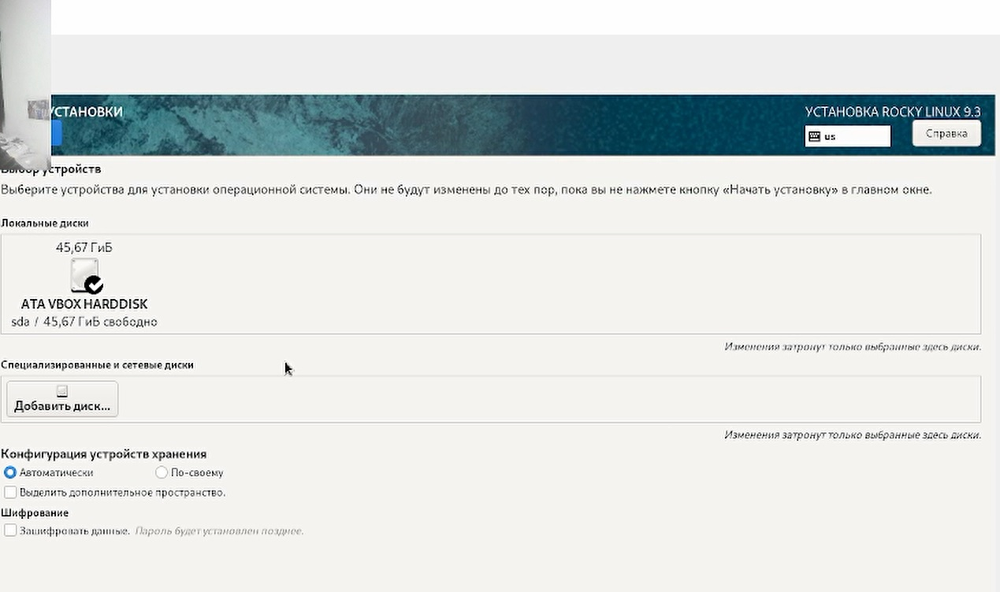 УСТАНОВКИ
УСТАНОВКА ROCKY LINUX 9.3
us
Справка
Выбор устройств
Выберите устройства для установки операционной системы. Они не будут изменены до тех пор, пока вы не нажмете кнопку «Начать установку» в главном окне.
Локальные диски
45,67 ГиБ
ATA VBOX HARDDISK
sda / 45,67 ГиБ свободно
Изменения затронут только выбранные здесь диски.
Специализированные и сетевые диски
Добавить диск...
Изменения затронут только выбранные здесь диски.
Конфигурация устройств хранения
Автоматически По-своему
Выделить дополнительное пространство.
Шифрование
Зашифровать данные. Пароль будет установлен позднее.